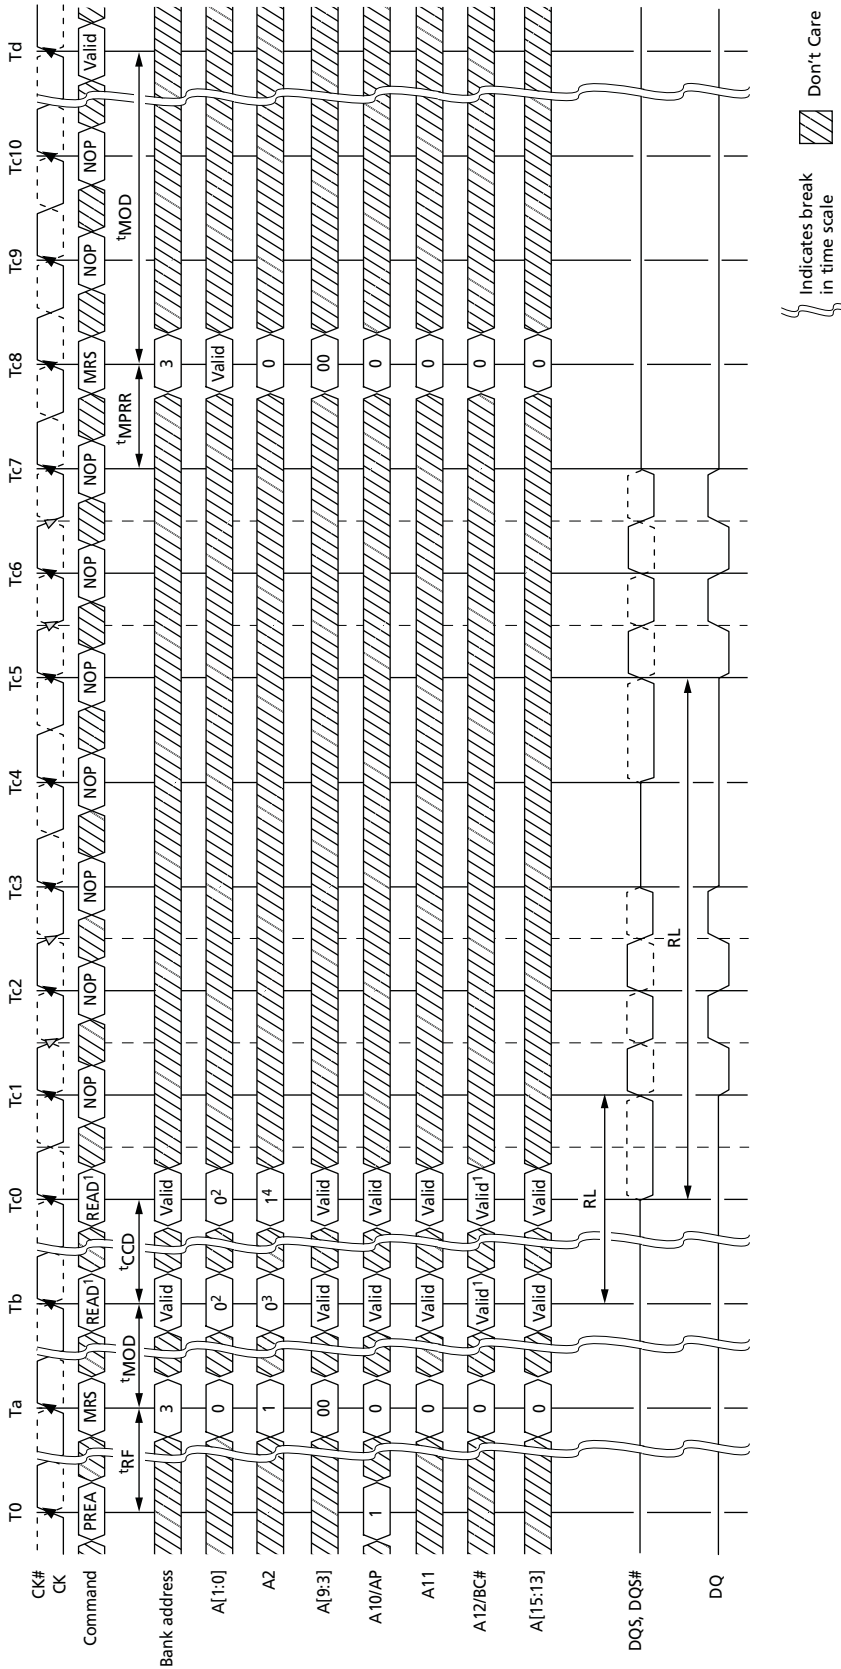 T0 Ta Tb Tc0 Tc1 Tc2 Tc3 Tc4 Tc5 Tc6 Tc7 Tc8 Tc9 Tc10 Td
CK#
CK
Command PREA MRS READ1 READ1 NOP NOP NOP NOP NOP NOP NOP MRS NOP NOP Valid
tRF tMOD tCCD tMPRR tMOD
Bank address 3 Valid Valid 3
A[1:0] 0 0² 0² Valid
A2 1 0³ 1⁴ 0
A[9:3] 00 Valid Valid 00
A10/AP 1 0 Valid Valid 0
A11 0 Valid Valid 0
A12/BC# 0 Valid1 Valid1 0
A[15:13] 0 Valid Valid 0
RL
DQS, DQS#
RL
DQ
Indicates break
in time scale
Don't Care